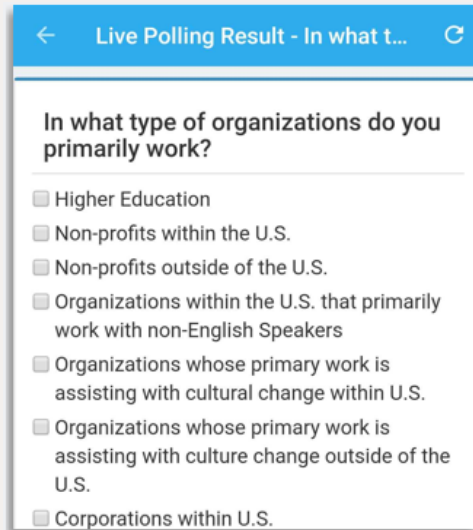 Live Polling Result - In what t...
In what type of organizations do you
primarily work?
Higher Education
Non-profits within the U.S.
Non-profits outside of the U.S.
Organizations within the U.S. that primarily
work with non-English Speakers
Organizations whose primary work is
assisting with cultural change within U.S.
Organizations whose primary work is
assisting with culture change outside of the
U.S.
Corporations within U.S.